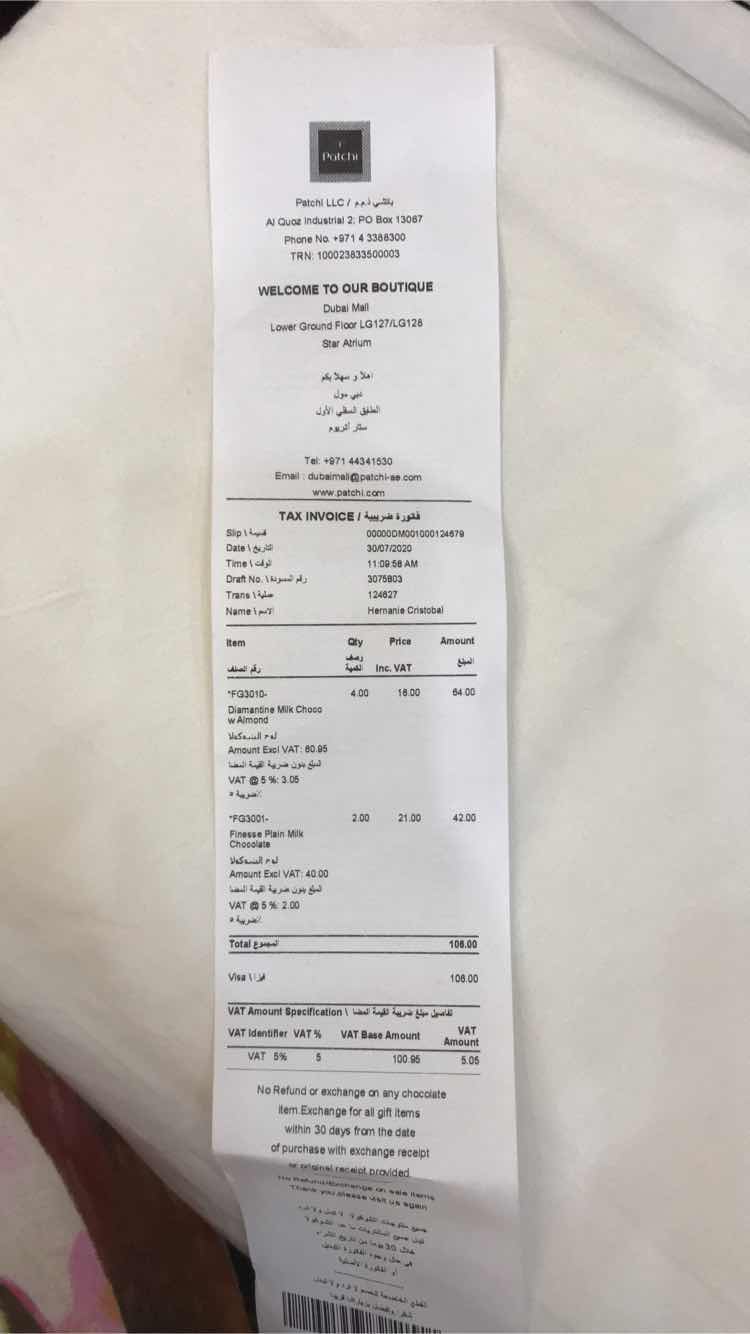 Patchi
Patchi LLC / باتشي ذ.م.م
Al Quoz Industrial 2; PO Box 13067
Phone No. +971 4 3388300
TRN: 100023833500003
WELCOME TO OUR BOUTIQUE
Dubai Mall
Lower Ground Floor LG127/LG128
Star Atrium
اهلا و سهلا بكم
دبي مول
الطابق السفلي الأول
ستار أتريوم
Tel: +971 44341530
Email : dubaimall@patchi-ae.com
www.patchi.com
TAX INVOICE / فاتورة ضريبية
Slip \ قسيمة 00000DM001000124679
Date \ التاريخ 30/07/2020
Time \ الوقت 11:09:58 AM
Draft No. \ رقم المسودة 3075803
Trans \ عملية 124627
Name \ الاسم Hernanie Cristobal
Item Qty Price Amount
رقم الصنف وصف الكمية Inc. VAT المبلغ
*FG3010- 4.00 16.00 64.00
Diamantine Milk Choco
w Almond
Amount Excl VAT: 60.95
المبلغ بدون ضريبة القيمة المضا
VAT @ 5 %: 3.05
ضريبة ٥٪
*FG3001- 2.00 21.00 42.00
Finesse Plain Milk
Chocolate
Amount Excl VAT: 40.00
المبلغ بدون ضريبة القيمة المضا
VAT @ 5 %: 2.00
ضريبة ٥٪
Total المجموع 106.00
Visa \ فيزا 106.00
VAT Amount Specification \ تفاصيل مبلغ ضريبة القيمة المضا
VAT Identifier VAT % VAT Base Amount VAT Amount
VAT 5% 5 100.95 5.05
No Refund or exchange on any chocolate
item.Exchange for all gift items
within 30 days from the date
of purchase with exchange receipt
or original receipt provided
No Refund/Exchange on sale items
Thank you,please visit us again